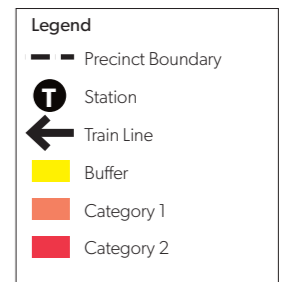 Legend
Precinct Boundary
T Station
Train Line
Buffer
Category 1
Category 2